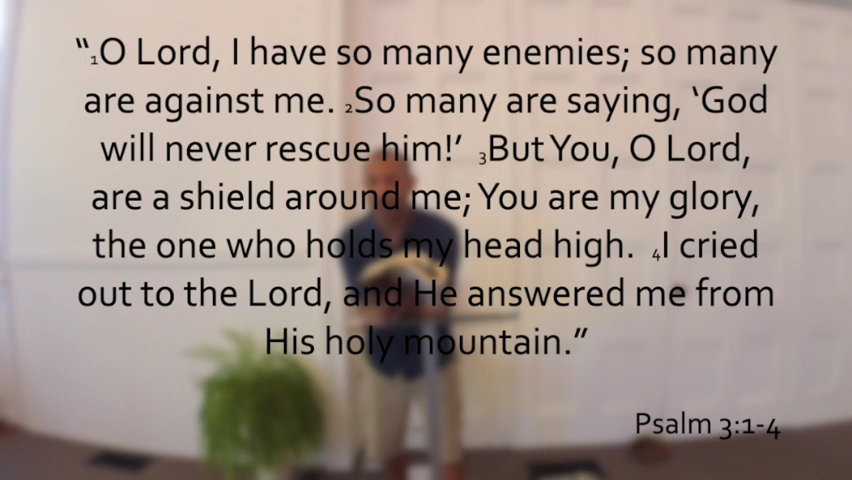 “1O Lord, I have so many enemies; so many
are against me. 2So many are saying, ‘God
will never rescue him!’ 3But You, O Lord,
are a shield around me; You are my glory,
the one who holds my head high. 4I cried
out to the Lord, and He answered me from
His holy mountain.”
Psalm 3:1-4